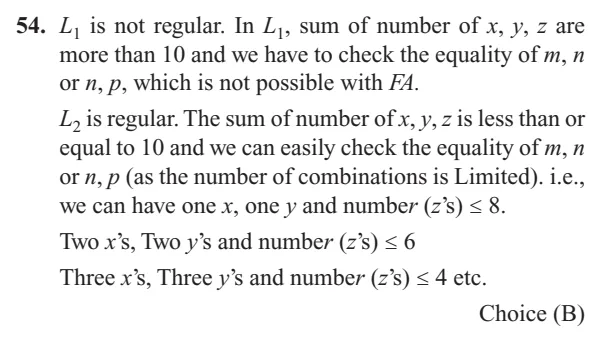 54. L₁ is not regular. In L₁, sum of number of x, y, z are
more than 10 and we have to check the equality of m, n
or n, p, which is not possible with FA.
L₂ is regular. The sum of number of x, y, z is less than or
equal to 10 and we can easily check the equality of m, n
or n, p (as the number of combinations is Limited). i.e.,
we can have one x, one y and number (z’s) ≤ 8.
Two x’s, Two y’s and number (z’s) ≤ 6
Three x’s, Three y’s and number (z’s) ≤ 4 etc.
Choice (B)